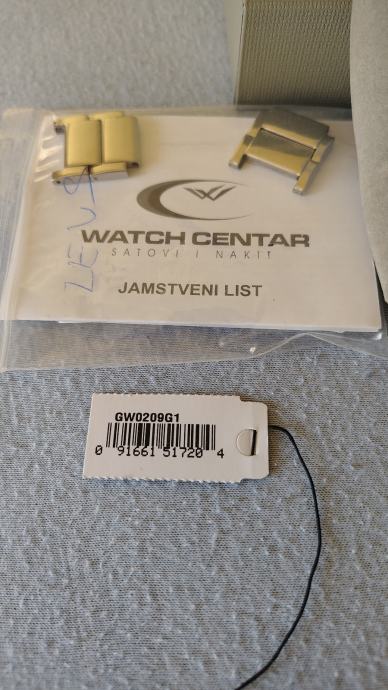 WATCH CENTAR
SATOVI I NAKIT
JAMSTVENI LIST
GW0209G1
0 91661 51720 4